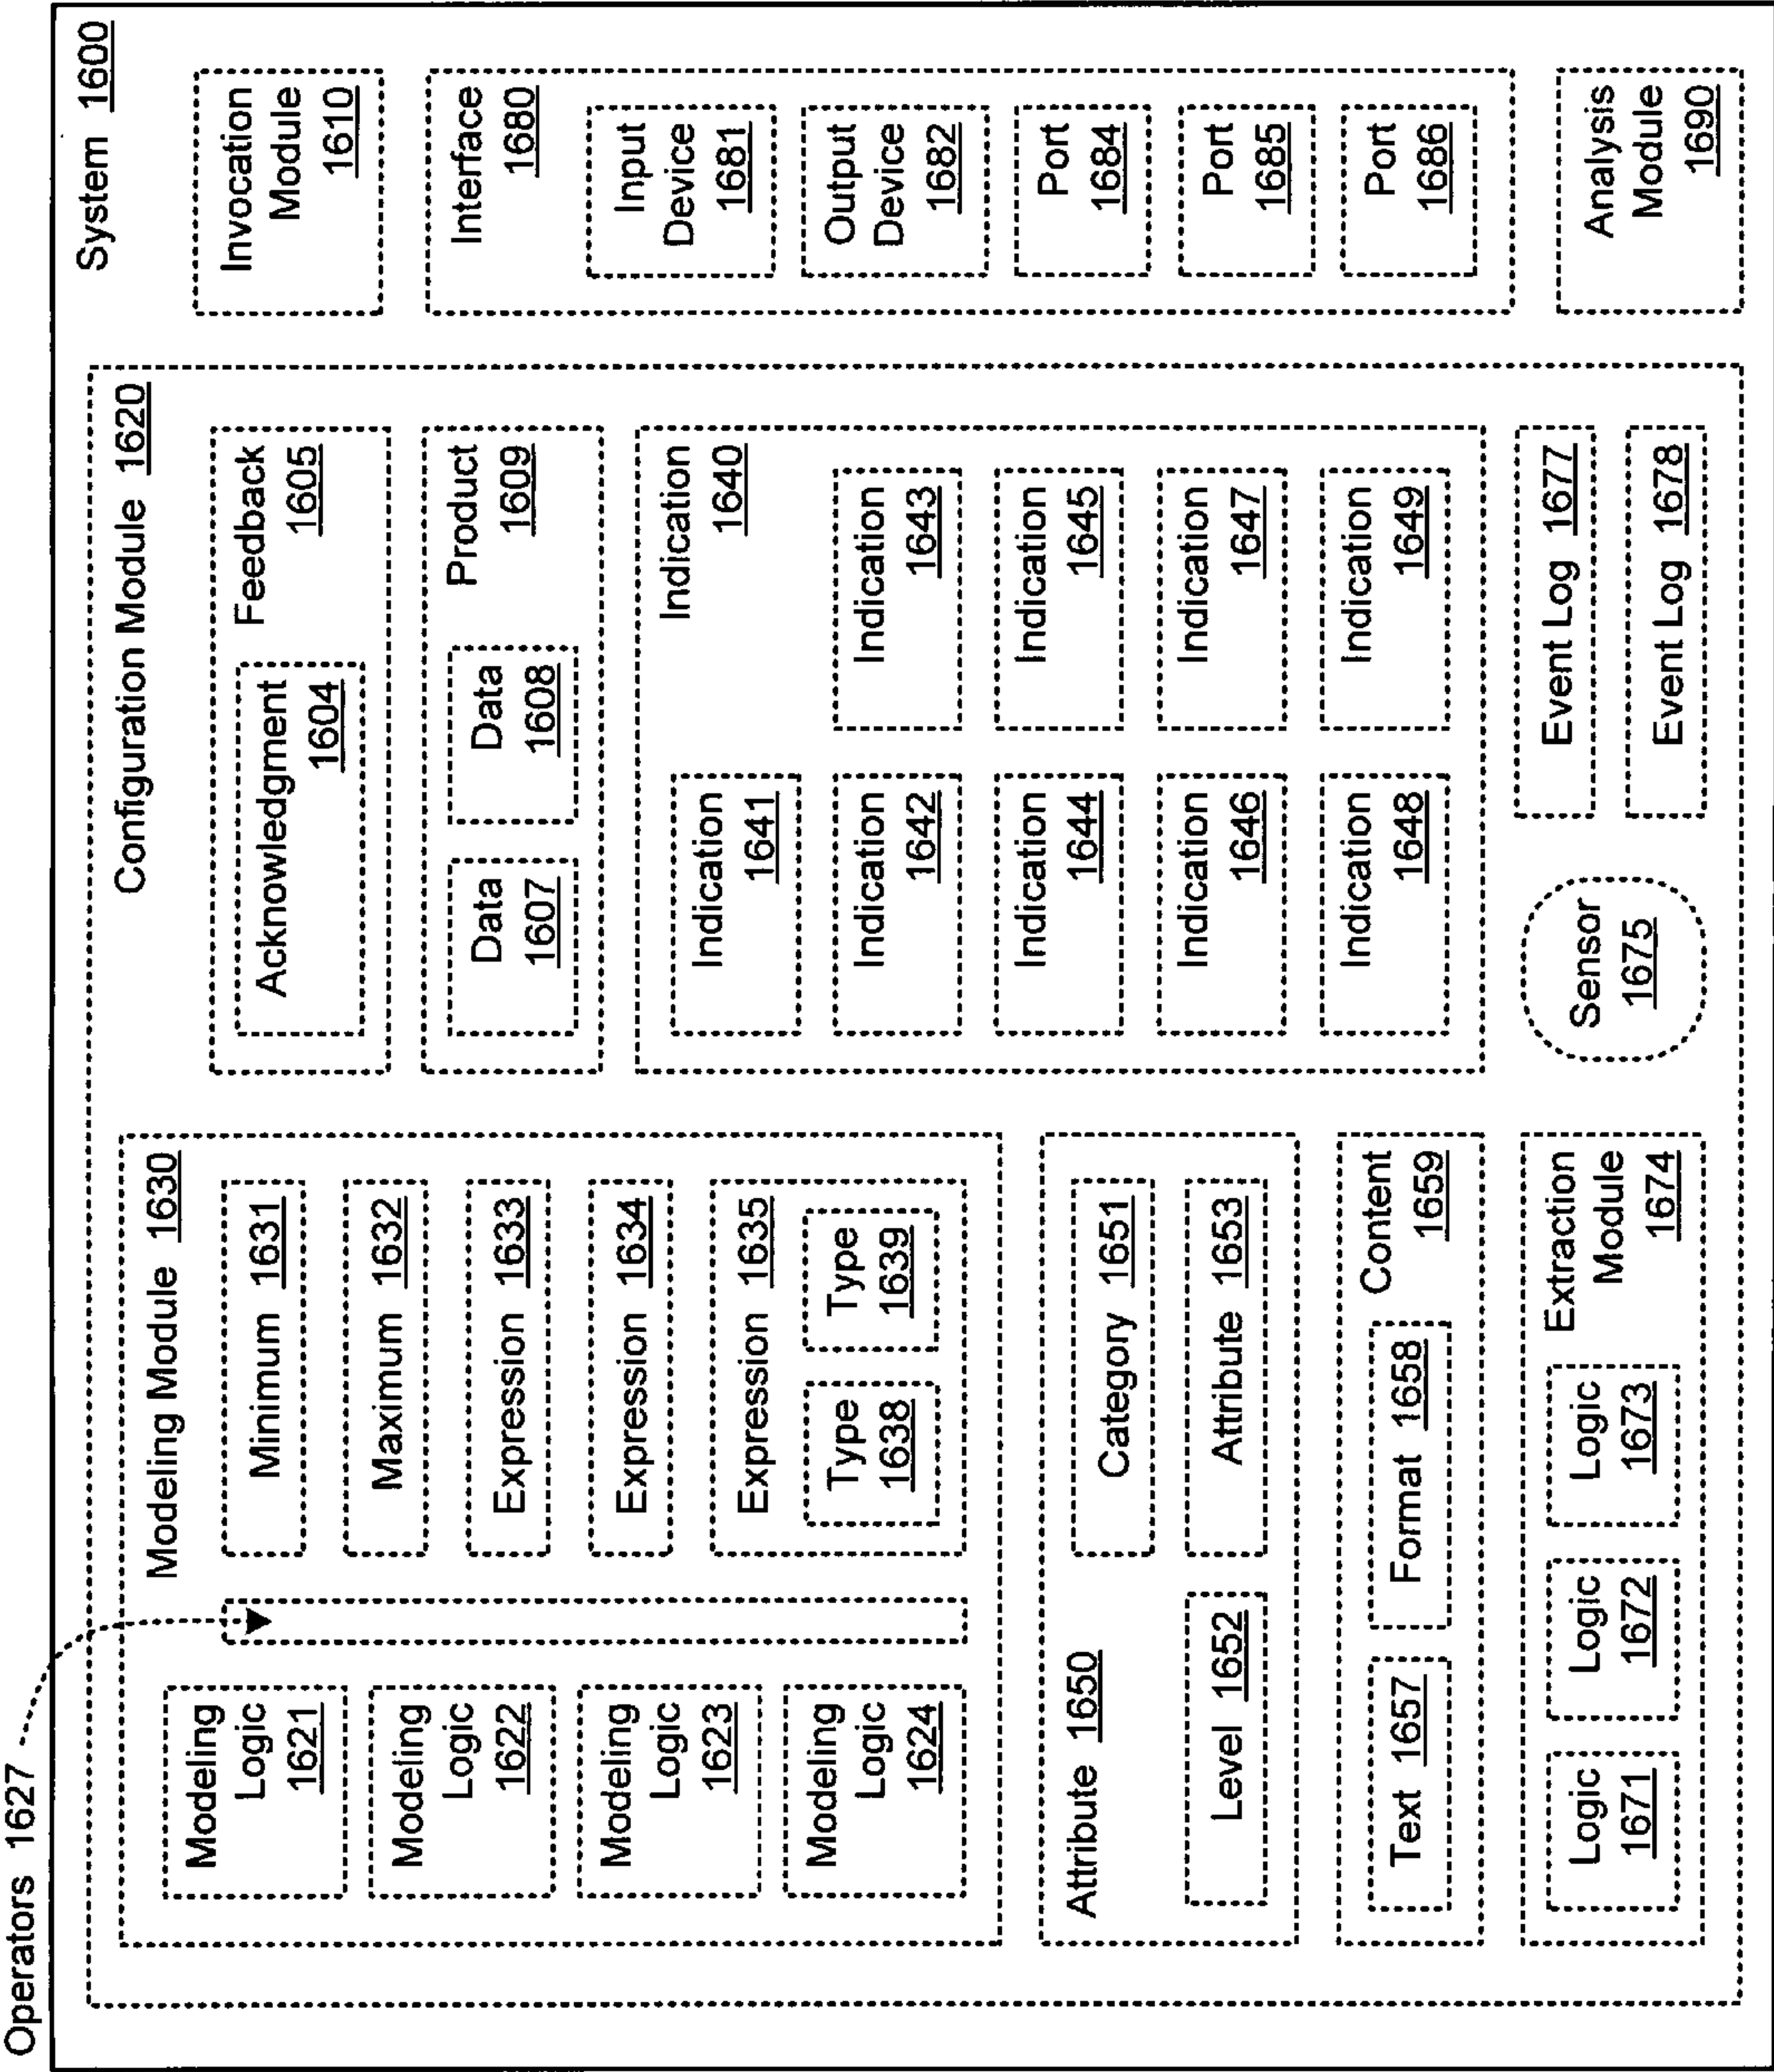 Operators 1627
System 1600
Configuration Module 1620
Modeling Module 1630
Modeling
Logic
1621
Modeling
Logic
1622
Modeling
Logic
1623
Modeling
Logic
1624
Minimum 1631
Maximum 1632
Expression 1633
Expression 1634
Expression 1635
Type
1638
Type
1639
Attribute 1650
Category 1651
Level 1652
Attribute 1653
Content
1659
Text 1657
Format 1658
Extraction
Module
1674
Logic
1671
Logic
1672
Logic
1673
Feedback
1605
Acknowledgment
1604
Product
1609
Data
1607
Data
1608
Indication
1640
Indication
1641
Indication
1642
Indication
1643
Indication
1644
Indication
1645
Indication
1646
Indication
1647
Indication
1648
Indication
1649
Sensor
1675
Event Log 1677
Event Log 1678
Invocation
Module
1610
Interface
1680
Input
Device
1681
Output
Device
1682
Port
1684
Port
1685
Port
1686
Analysis
Module
1690